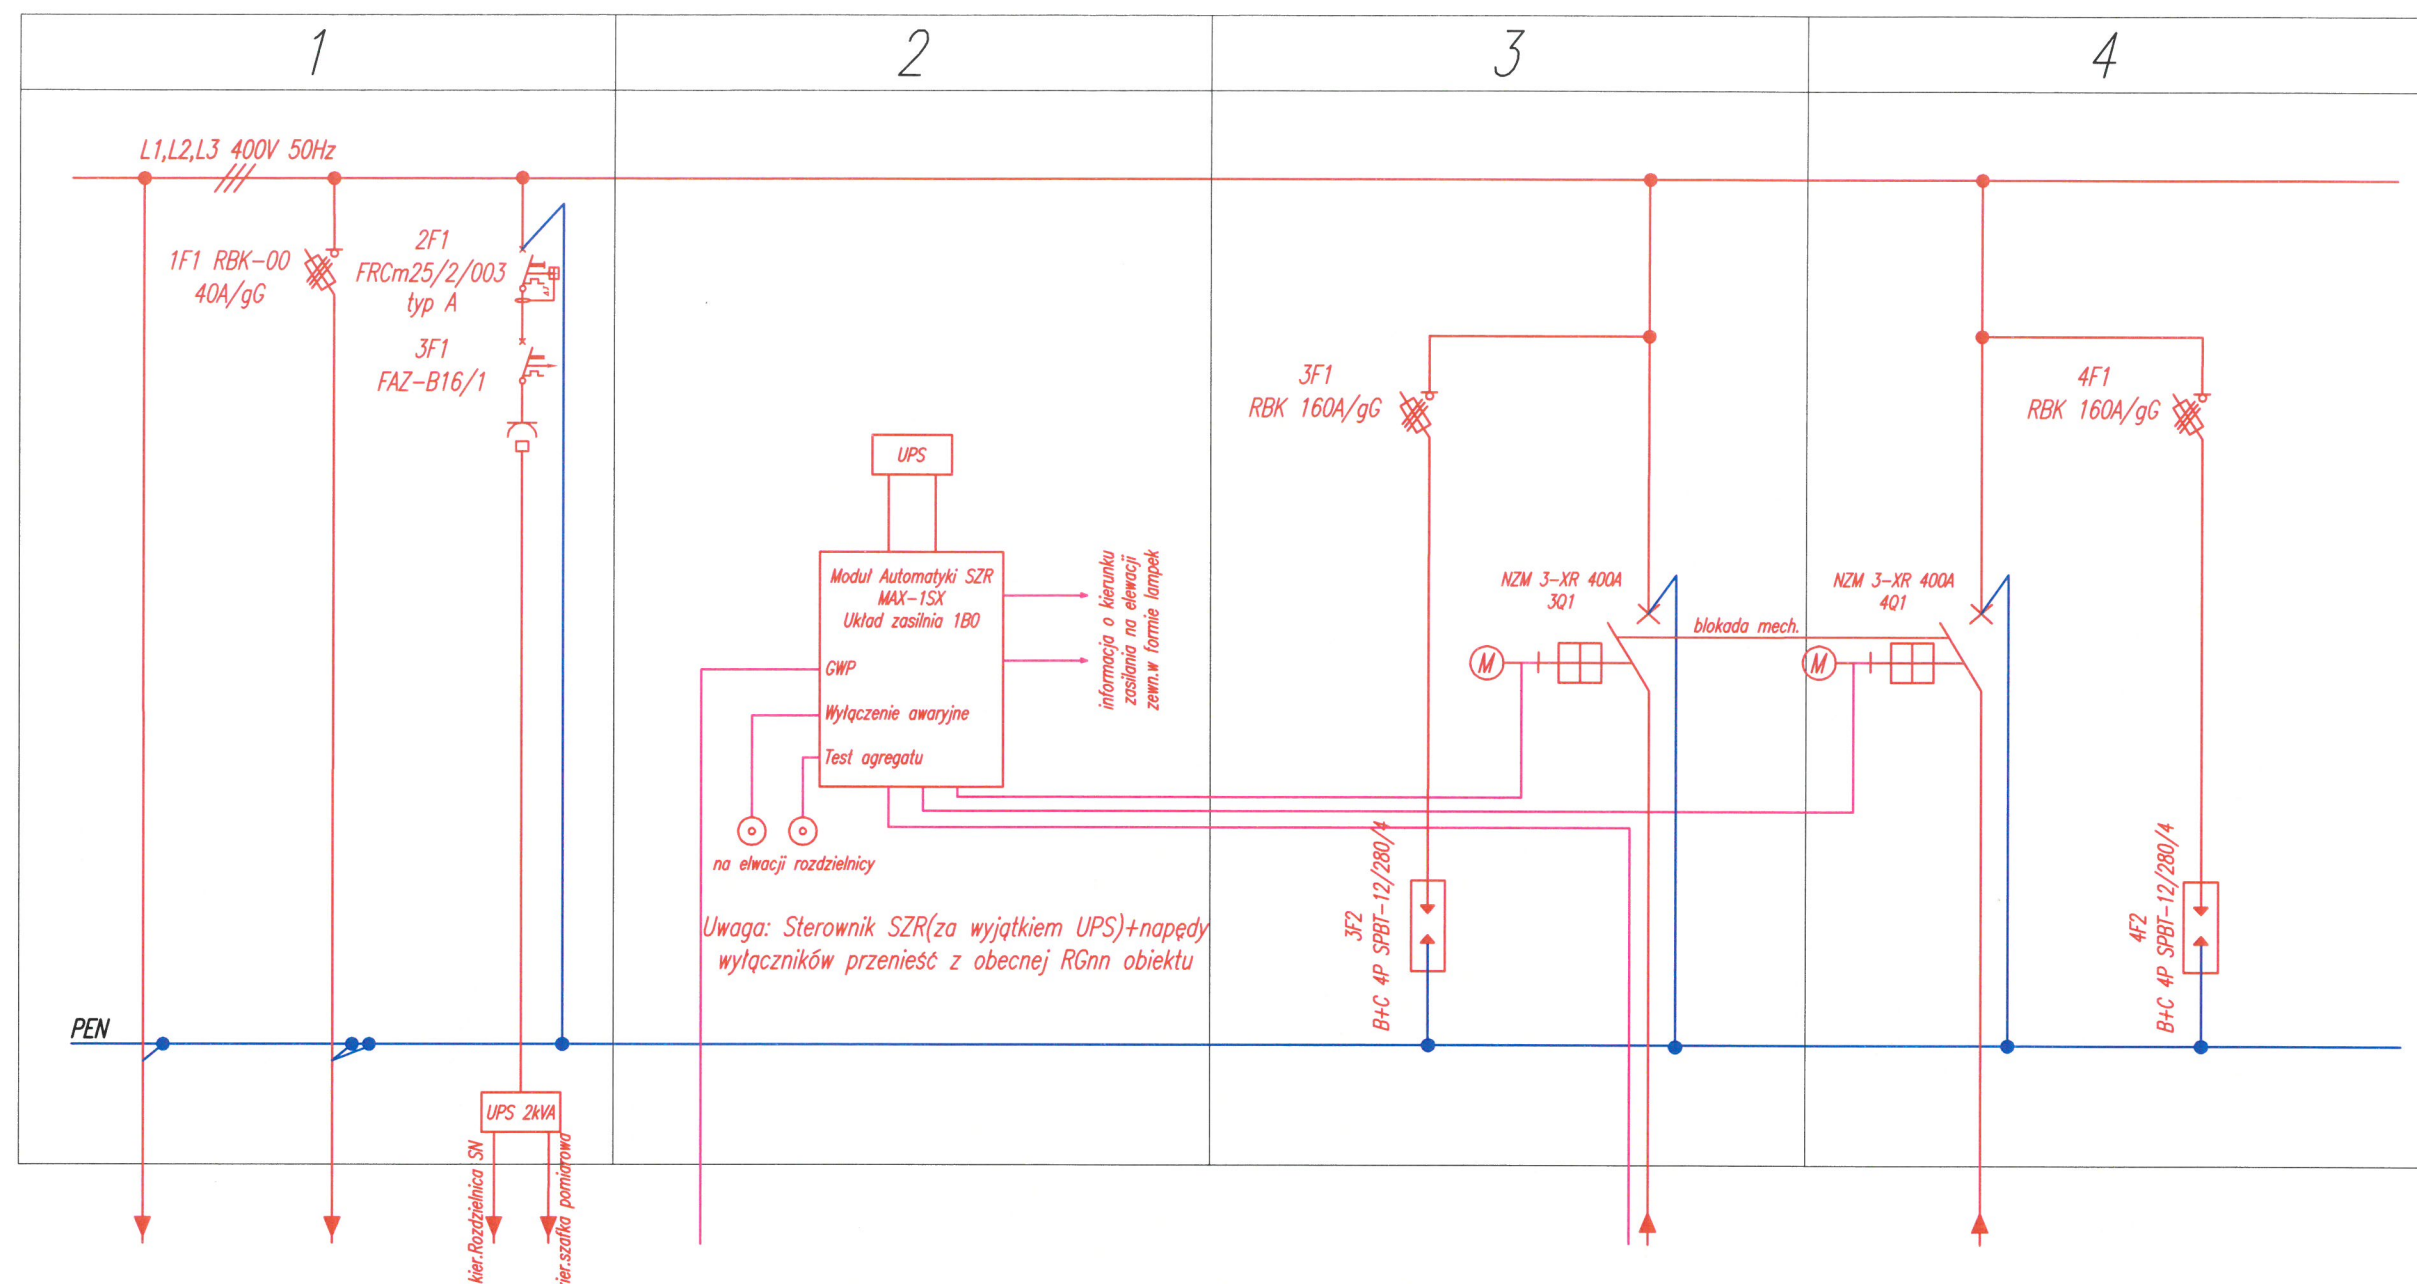 1
2
3
4
L1,L2,L3 400V 50Hz
1F1 RBK-00
40A/gG
2F1
FRCm25/2/003
typ A
3F1
FAZ-B16/1
UPS
Moduł Automatyki SZR
MAX-1SX
Układ zasilnia 1B0
GWP
Wyłączenie awaryjne
Test agregatu
informacja o kierunku
zasilania na elewacji
zewn.w formie lampek
na elwacji rozdzielnicy
Uwaga: Sterownik SZR(za wyjątkiem UPS)+napędy
wyłączników przenieść z obecnej RGnn obiektu
3F1
RBK 160A/gG
NZM 3-XR 400A
3Q1
M
blokada mech.
3F2
B+C 4P SPBT-12/280/4
4F1
RBK 160A/gG
NZM 3-XR 400A
4Q1
M
4F2
B+C 4P SPBT-12/280/4
PEN
UPS 2kVA
kier.Rozdzielnica SN
kier.szafka pomiarowa